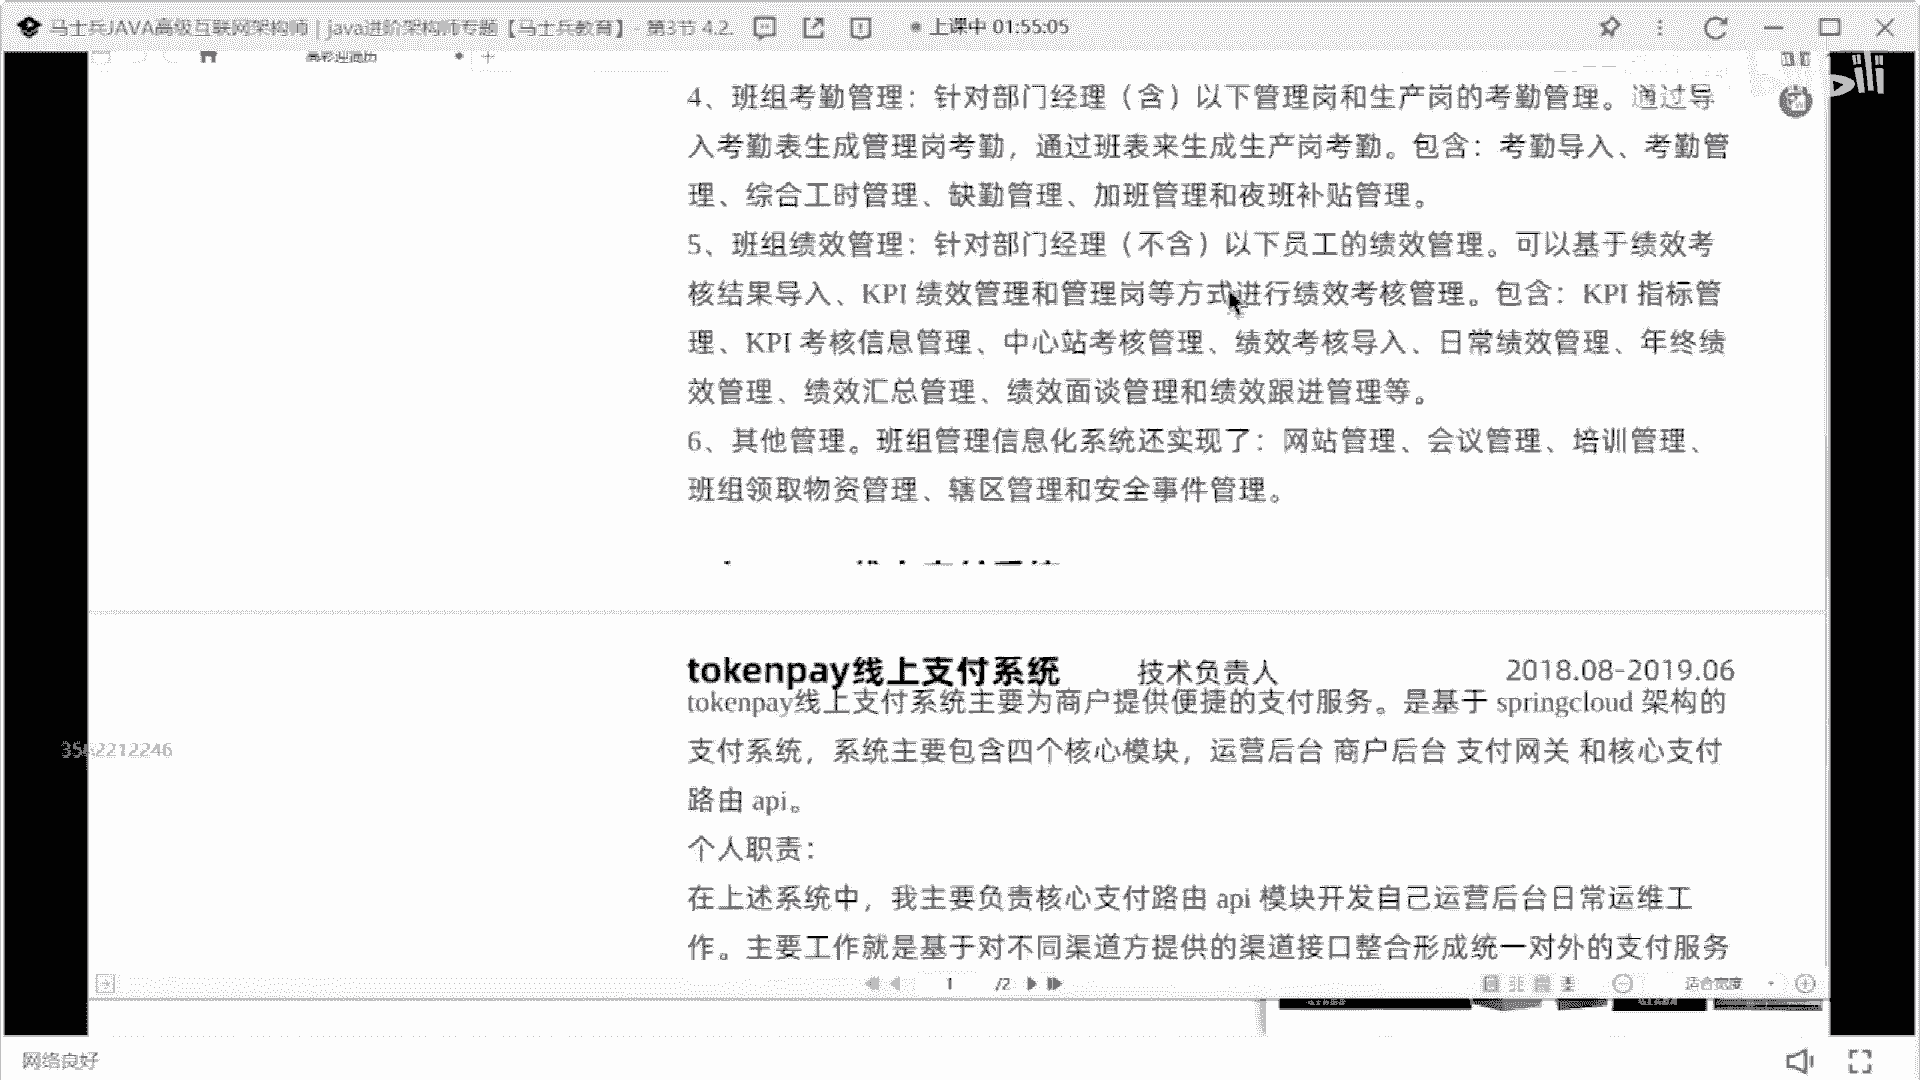 马士兵JAVA高级互联网架构师｜java进阶架构师专题【马士兵教育】- 第3节 4.2.
上课中 01:55:05
4、班组考勤管理：针对部门经理（含）以下管理岗和生产岗的考勤管理。通过导
入考勤表生成管理岗考勤，通过班表来生成生产岗考勤。包含：考勤导入、考勤管
理、综合工时管理、缺勤管理、加班管理和夜班补贴管理。
5、班组绩效管理：针对部门经理（不含）以下员工的绩效管理。可以基于绩效考
核结果导入、KPI 绩效管理和管理岗等方式进行绩效考核管理。包含：KPI 指标管
理、KPI 考核信息管理、中心站考核管理、绩效考核导入、日常绩效管理、年终绩
效管理、绩效汇总管理、绩效面谈管理和绩效跟进管理等。
6、其他管理。班组管理信息化系统还实现了：网站管理、会议管理、培训管理、
班组领取物资管理、辖区管理和安全事件管理。
tokenpay线上支付系统 技术负责人 2018.08-2019.06
tokenpay线上支付系统主要为商户提供便捷的支付服务。是基于 springcloud 架构的
支付系统，系统主要包含四个核心模块，运营后台 商户后台 支付网关 和核心支付
路由 api。
个人职责：
在上述系统中，我主要负责核心支付路由 api 模块开发自己运营后台日常运维工
作。主要工作就是基于对不同渠道方提供的渠道接口整合形成统一对外的支付服务
1 /2 适合宽度
网络良好